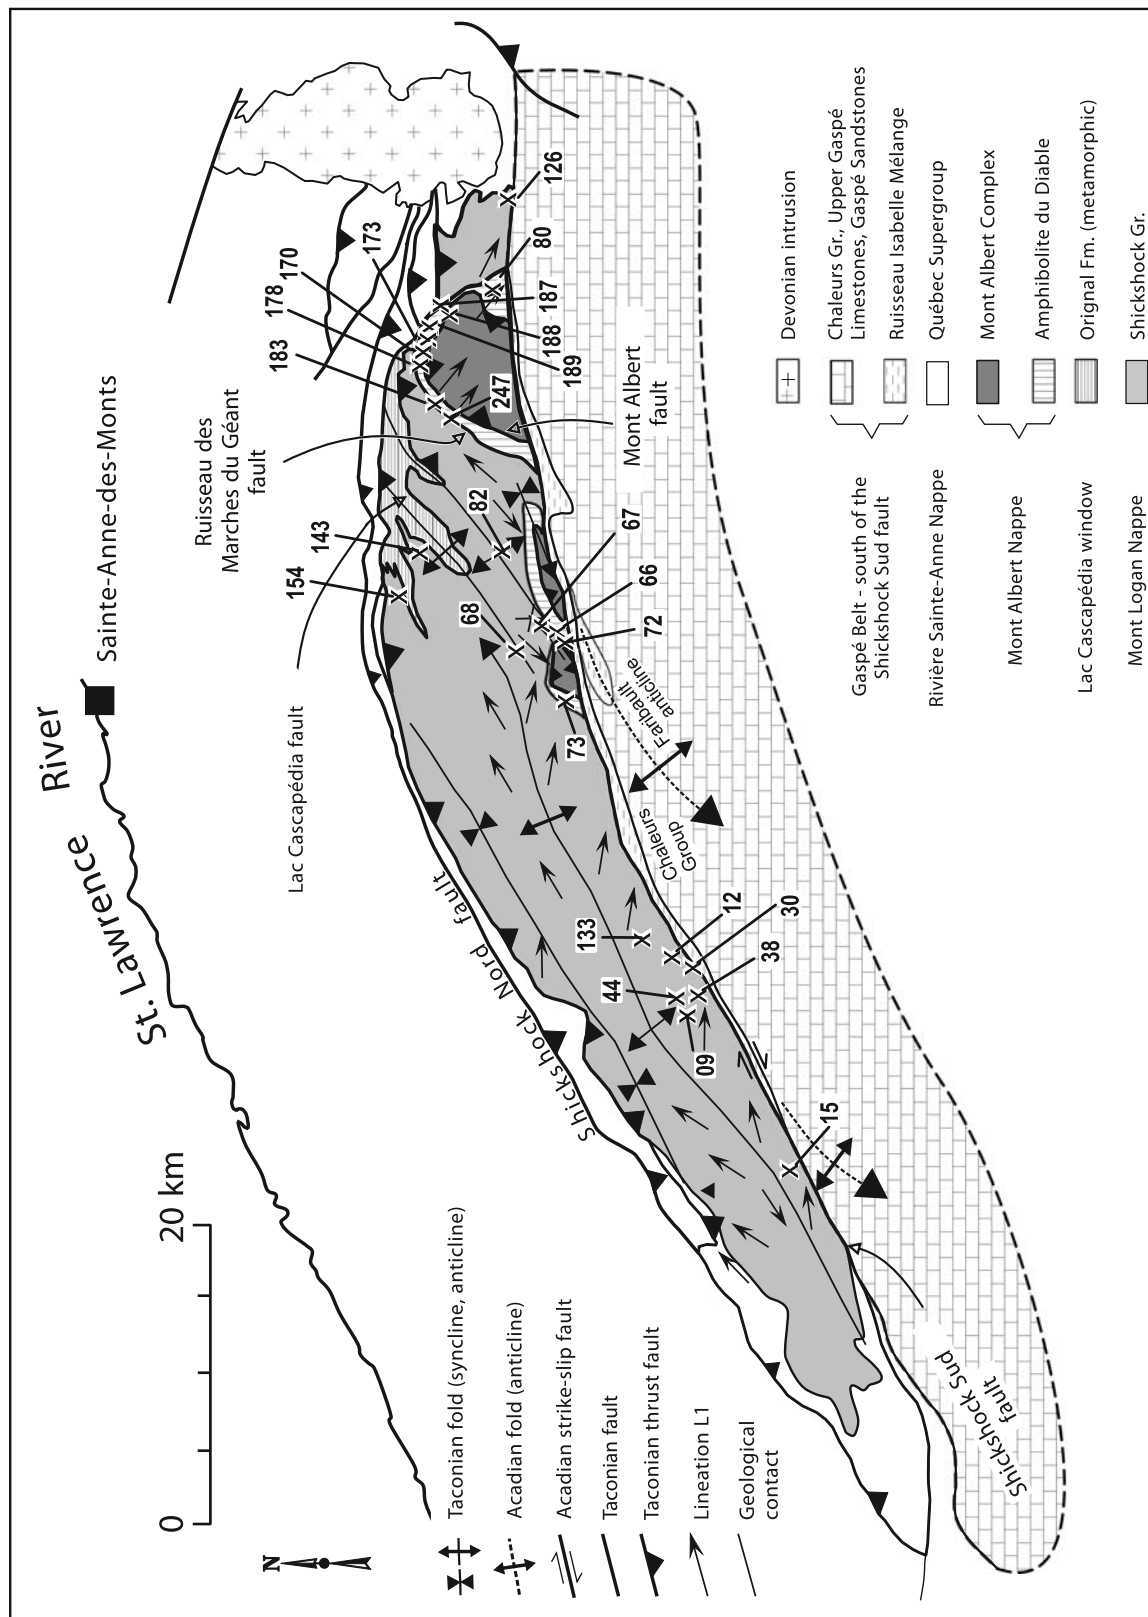 St. Lawrence River
Sainte-Anne-des-Monts
0
20 km
N
Taconian fold (syncline, anticline)
Acadian fold (anticline)
Acadian strike-slip fault
Taconian fault
Taconian thrust fault
Lineation L1
Geological
contact
Lac Cascapédia fault
Ruisseau des
Marches du Géant
fault
Mont Albert
fault
Shickshock Nord fault
Shickshock Sud
fault
Chaleurs
Group
Faribault
anticline
154
143
183
178
170
173
126
80
187
188
189
247
82
68
67
66
72
73
133
12
30
38
44
09
15
Devonian intrusion
Gaspé Belt - south of the
Shickshock Sud fault
Chaleurs Gr., Upper Gaspé
Limestones, Gaspé Sandstones
Ruisseau Isabelle Mélange
Rivière Sainte-Anne Nappe
Québec Supergroup
Mont Albert Nappe
Mont Albert Complex
Amphibolite du Diable
Lac Cascapédia window
Orignal Fm. (metamorphic)
Mont Logan Nappe
Shickshock Gr.